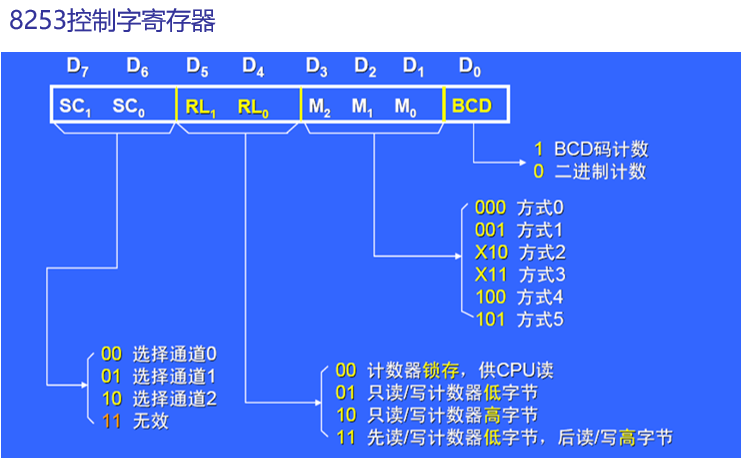 8253控制字寄存器
D7 D6 D5 D4 D3 D2 D1 D0
SC1 SC0 RL1 RL0 M2 M1 M0 BCD
1 BCD码计数
0 二进制计数
000 方式0
001 方式1
X10 方式2
X11 方式3
100 方式4
101 方式5
00 选择通道0
01 选择通道1
10 选择通道2
11 无效
00 计数器锁存，供CPU读
01 只读/写计数器低字节
10 只读/写计数器高字节
11 先读/写计数器低字节，后读/写高字节